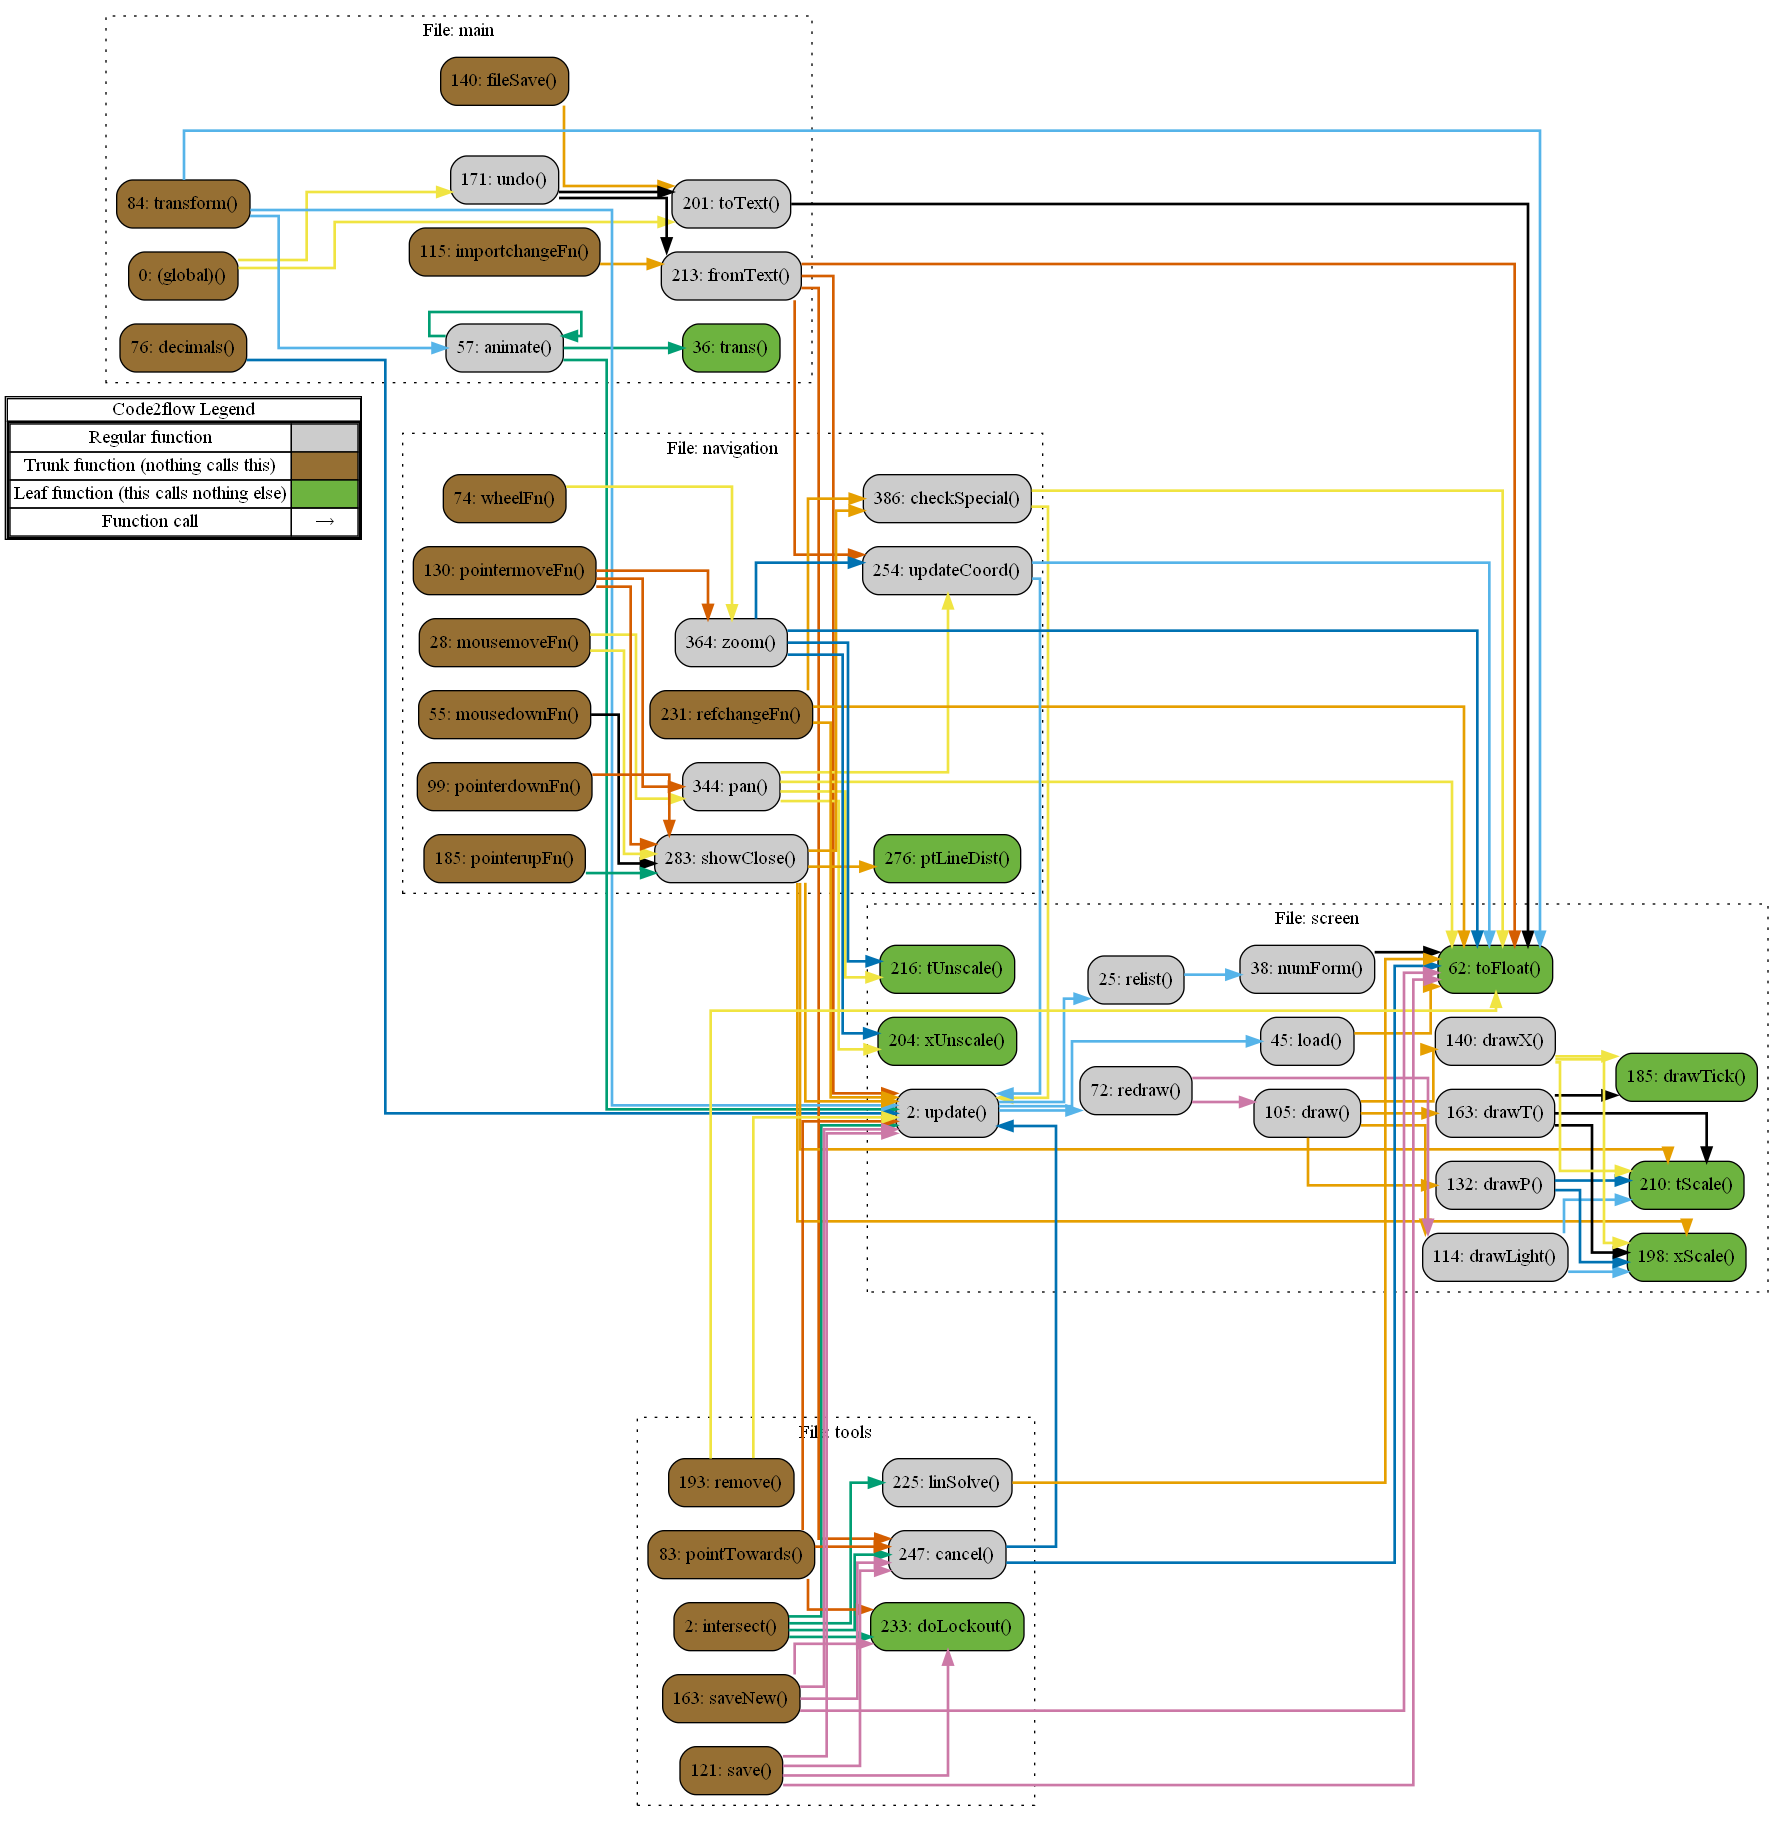 File: main
140: fileSave()
171: undo()
84: transform()
201: toText()
115: importchangeFn()
0: (global)()
213: fromText()
76: decimals()
57: animate()
36: trans()
Code2flow Legend
Regular function
Trunk function (nothing calls this)
Leaf function (this calls nothing else)
Function call →
File: navigation
74: wheelFn()
386: checkSpecial()
130: pointermoveFn()
254: updateCoord()
28: mousemoveFn()
364: zoom()
55: mousedownFn()
231: refchangeFn()
99: pointerdownFn()
344: pan()
185: pointerupFn()
283: showClose()
276: ptLineDist()
File: screen
216: tUnscale()
25: relist()
38: numForm()
62: toFloat()
204: xUnscale()
45: load()
140: drawX()
185: drawTick()
72: redraw()
2: update()
105: draw()
163: drawT()
132: drawP()
210: tScale()
114: drawLight()
198: xScale()
File: tools
193: remove()
225: linSolve()
83: pointTowards()
247: cancel()
2: intersect()
233: doLockout()
163: saveNew()
121: save()